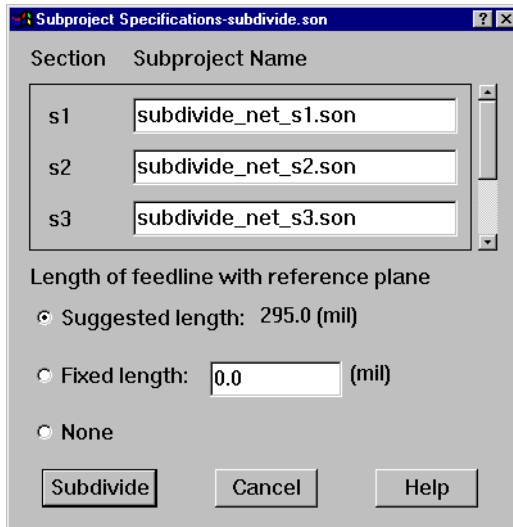 Subproject Specifications-subdivide.son ? ×
Section Subproject Name
s1 subdivide_net_s1.son
s2 subdivide_net_s2.son
s3 subdivide_net_s3.son
Length of feedline with reference plane
Suggested length: 295.0 (mil)
Fixed length: 0.0 (mil)
None
Subdivide Cancel Help